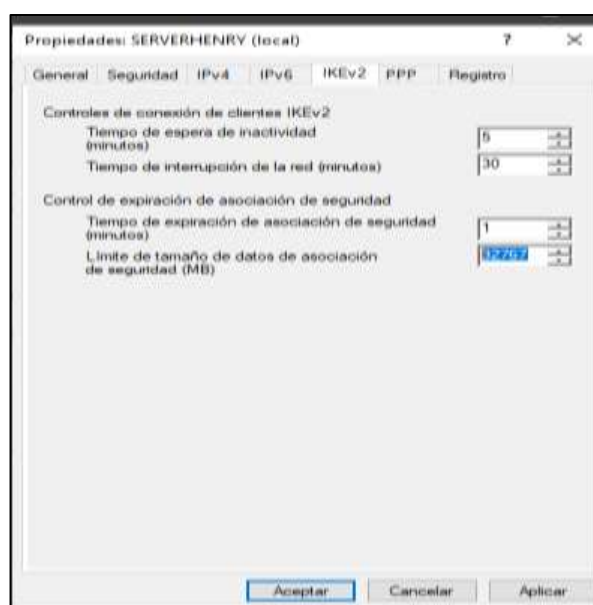 Propiedades: SERVERHENRY (local) ? ×
General Seguridad IPv4 IPv6 IKEv2 PPP Registro
Controles de conexión de clientes IKEv2
Tiempo de espera de inactividad
(minutos)
5
Tiempo de interrupción de la red (minutos) 30
Control de expiración de asociación de seguridad
Tiempo de expiración de asociación de seguridad
(minutos)
1
Límite de tamaño de datos de asociación
de seguridad (MB)
32767
Aceptar Cancelar Aplicar